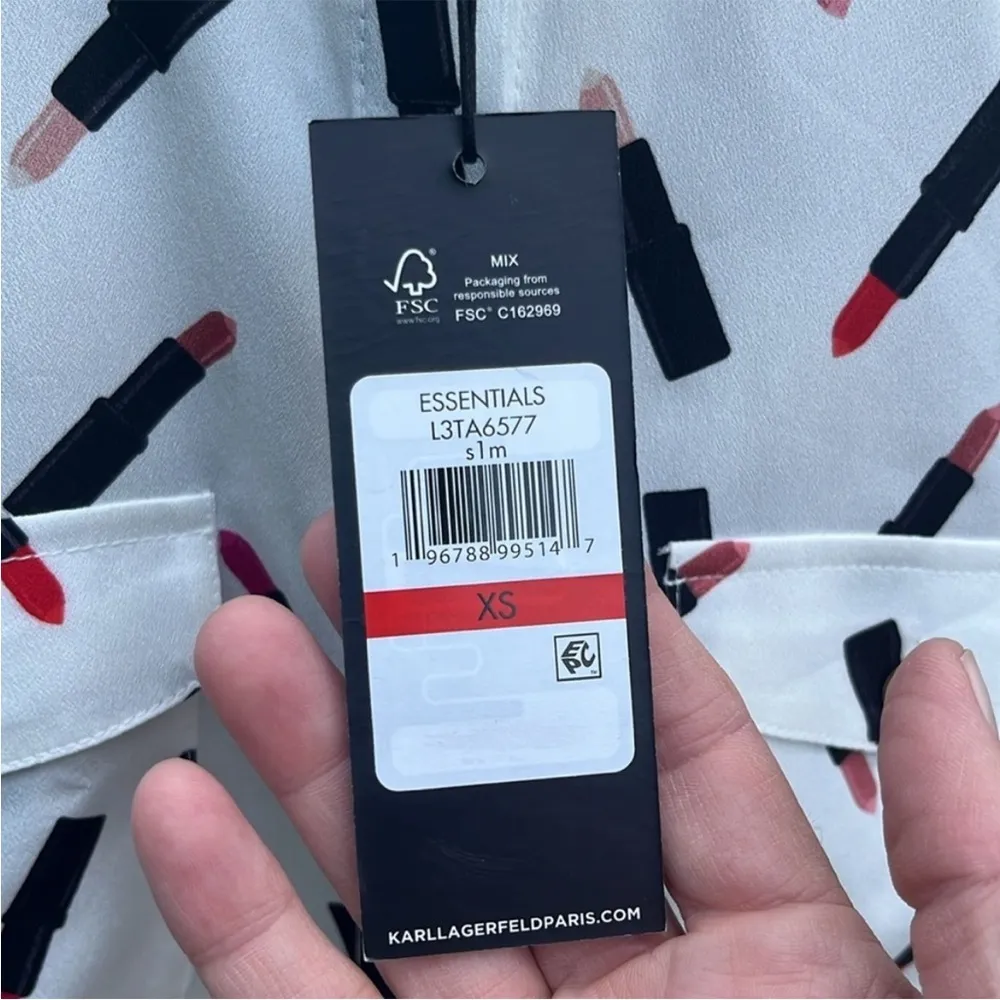 MIX
Packaging from
responsible sources
FSC® C162969
FSC®
www.fsc.org
ESSENTIALS
L3TA6577
s1m
1 96788 99514 7
XS
EPC™
KARLLAGERFELDPARIS.COM